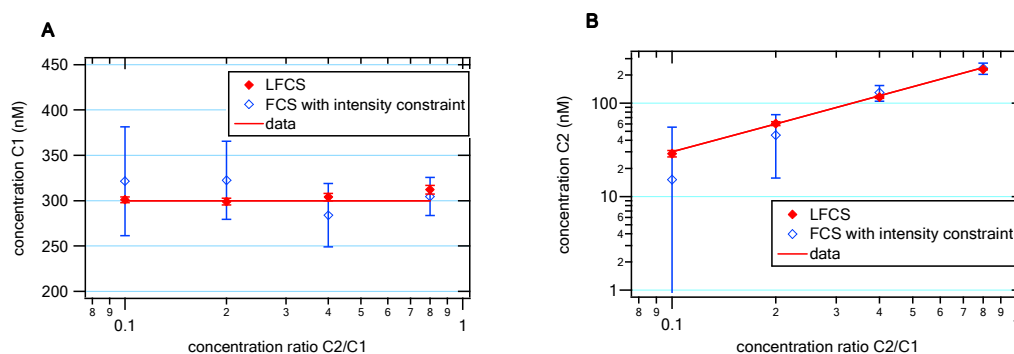 A
450
400
350
300
250
200
concentration C1 (nM)
LFCS
FCS with intensity constraint
data
8 9 0.1 2 3 4 5 6 7 8 9 1
concentration ratio C2/C1
B
2
100
6
4
2
10
6
4
2
1
concentration C2 (nM)
LFCS
FCS with intensity constraint
data
8 9 0.1 2 3 4 5 6 7 8 9 1
concentration ratio C2/C1